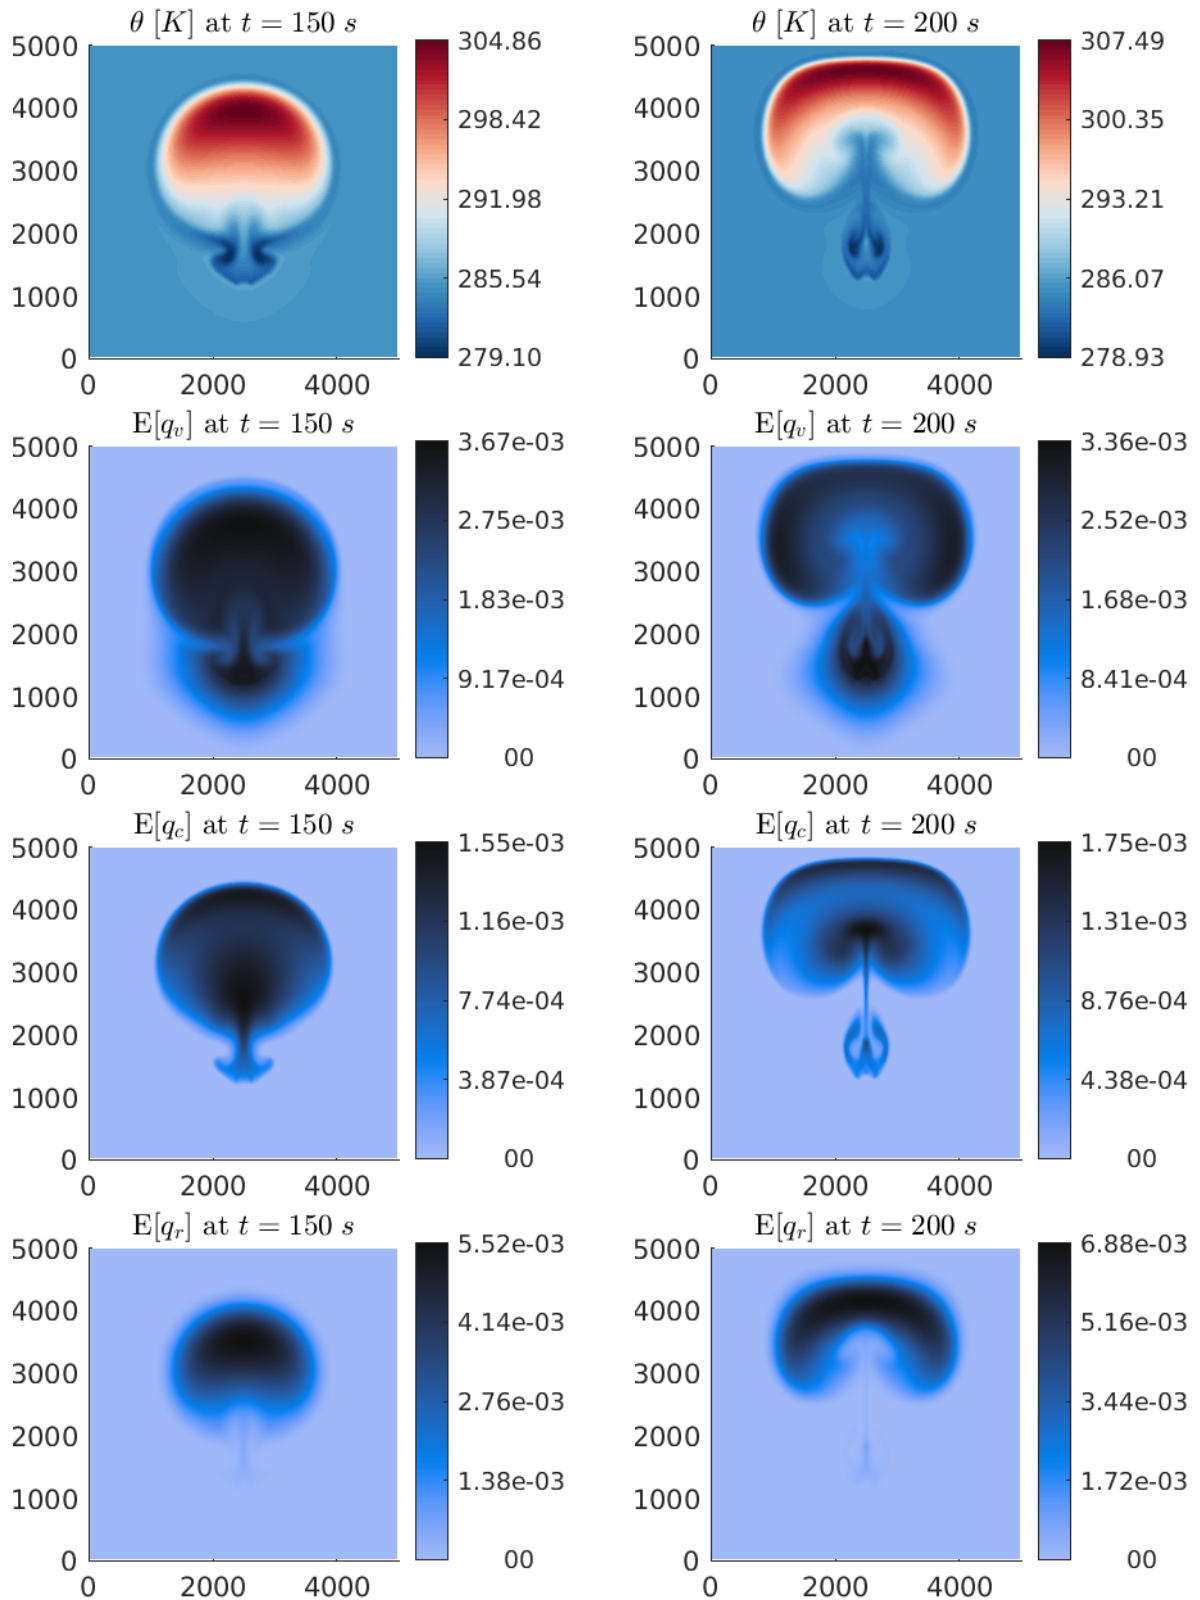 θ [K] at t = 150 s
θ [K] at t = 200 s
5000
4000
3000
2000
1000
0
0
2000
4000
304.86
298.42
291.98
285.54
279.10
5000
4000
3000
2000
1000
0
0
2000
4000
307.49
300.35
293.21
286.07
278.93
E[q_v] at t = 150 s
E[q_v] at t = 200 s
5000
4000
3000
2000
1000
0
0
2000
4000
3.67e-03
2.75e-03
1.83e-03
9.17e-04
00
5000
4000
3000
2000
1000
0
0
2000
4000
3.36e-03
2.52e-03
1.68e-03
8.41e-04
00
E[q_c] at t = 150 s
E[q_c] at t = 200 s
5000
4000
3000
2000
1000
0
0
2000
4000
1.55e-03
1.16e-03
7.74e-04
3.87e-04
00
5000
4000
3000
2000
1000
0
0
2000
4000
1.75e-03
1.31e-03
8.76e-04
4.38e-04
00
E[q_r] at t = 150 s
E[q_r] at t = 200 s
5000
4000
3000
2000
1000
0
0
2000
4000
5.52e-03
4.14e-03
2.76e-03
1.38e-03
00
5000
4000
3000
2000
1000
0
0
2000
4000
6.88e-03
5.16e-03
3.44e-03
1.72e-03
00